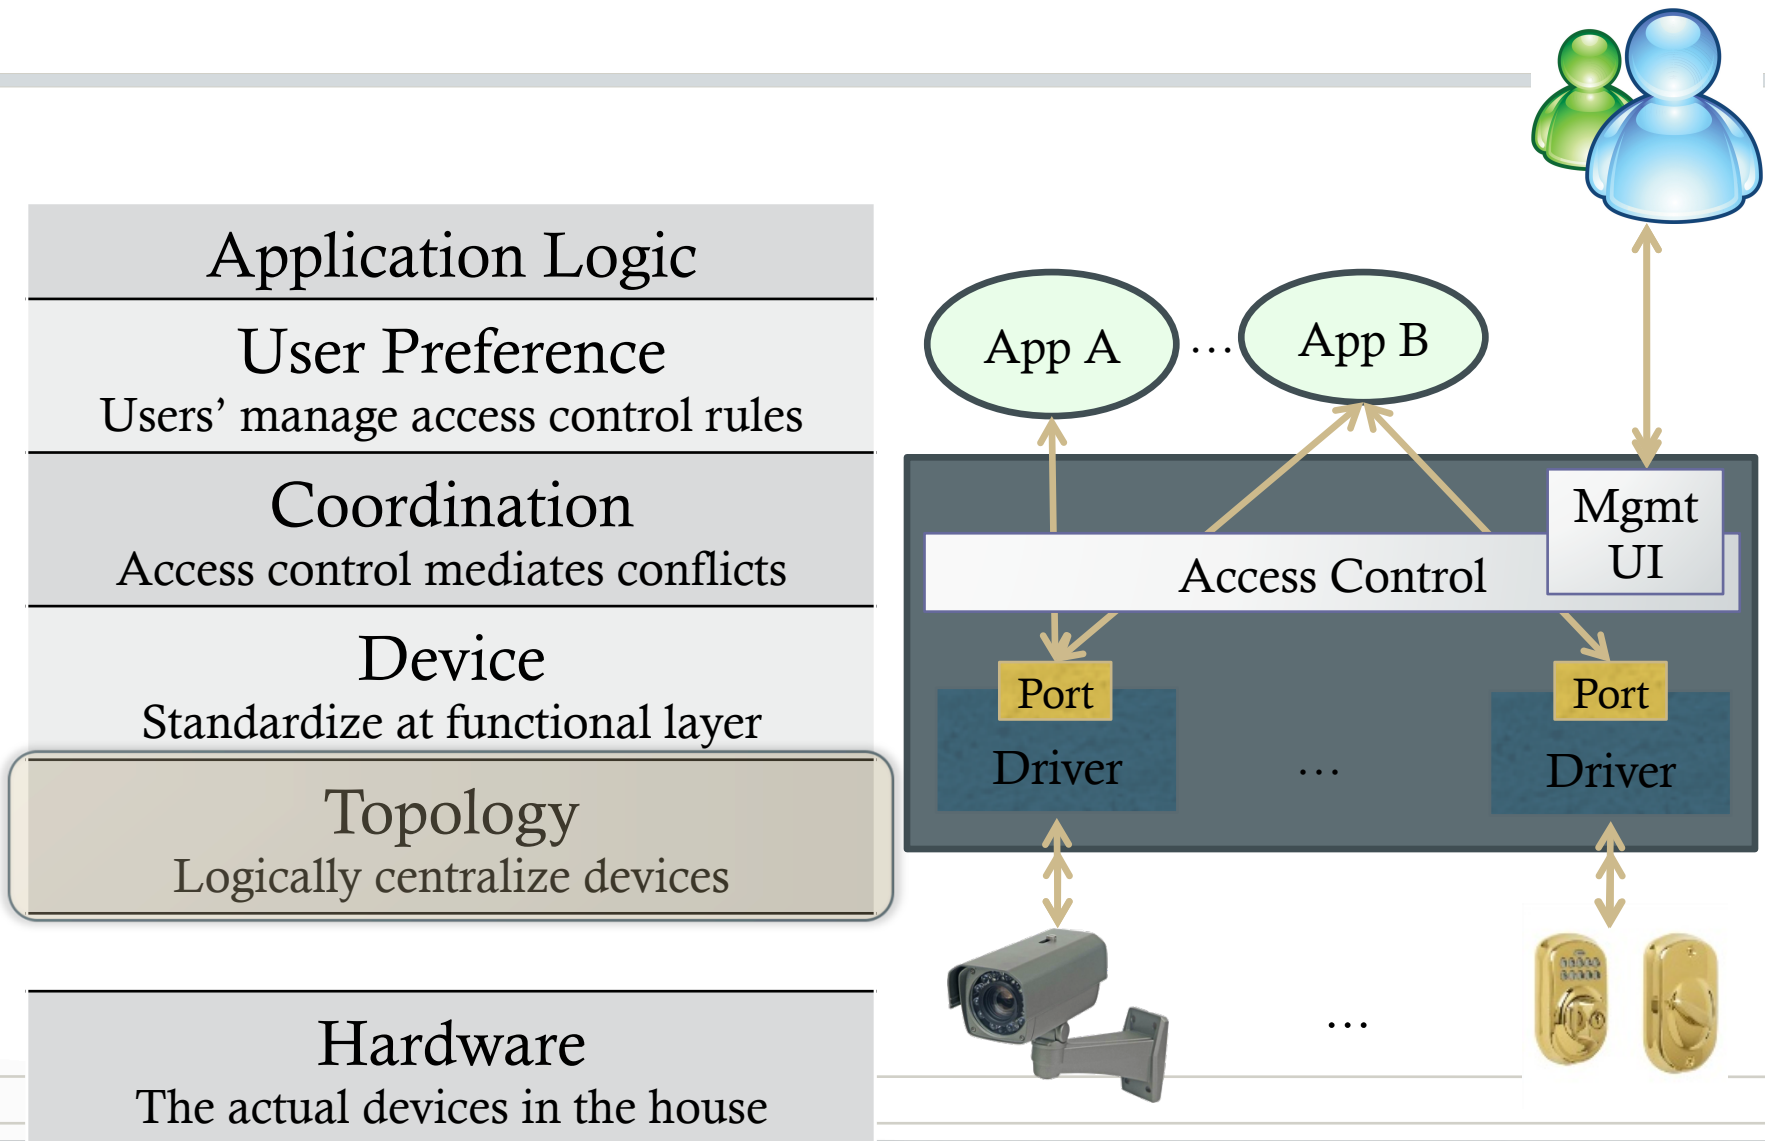 Application Logic
User Preference
Users’ manage access control rules
Coordination
Access control mediates conflicts
Device
Standardize at functional layer
Topology
Logically centralize devices
Hardware
The actual devices in the house
App A
...
App B
Mgmt
UI
Access Control
Port
Driver
...
Port
Driver
...